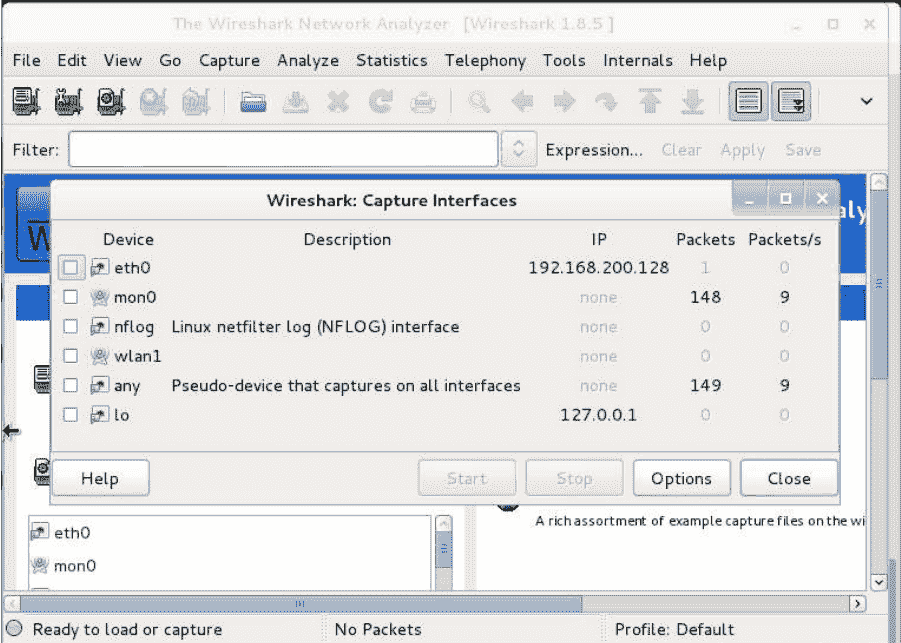 The Wireshark Network Analyzer [Wireshark 1.8.5 ]
File Edit View Go Capture Analyze Statistics Telephony Tools Internals Help
Filter: Expression... Clear Apply Save
Wireshark: Capture Interfaces
Device Description IP Packets Packets/s
eth0 192.168.200.128 1 0
mon0 none 148 9
nflog Linux netfilter log (NFLOG) interface none 0 0
wlan1 none 0 0
any Pseudo-device that captures on all interfaces none 149 9
lo 127.0.0.1 0 0
Help Start Stop Options Close
A rich assortment of example capture files on the wi
eth0
mon0
Ready to load or capture No Packets Profile: Default